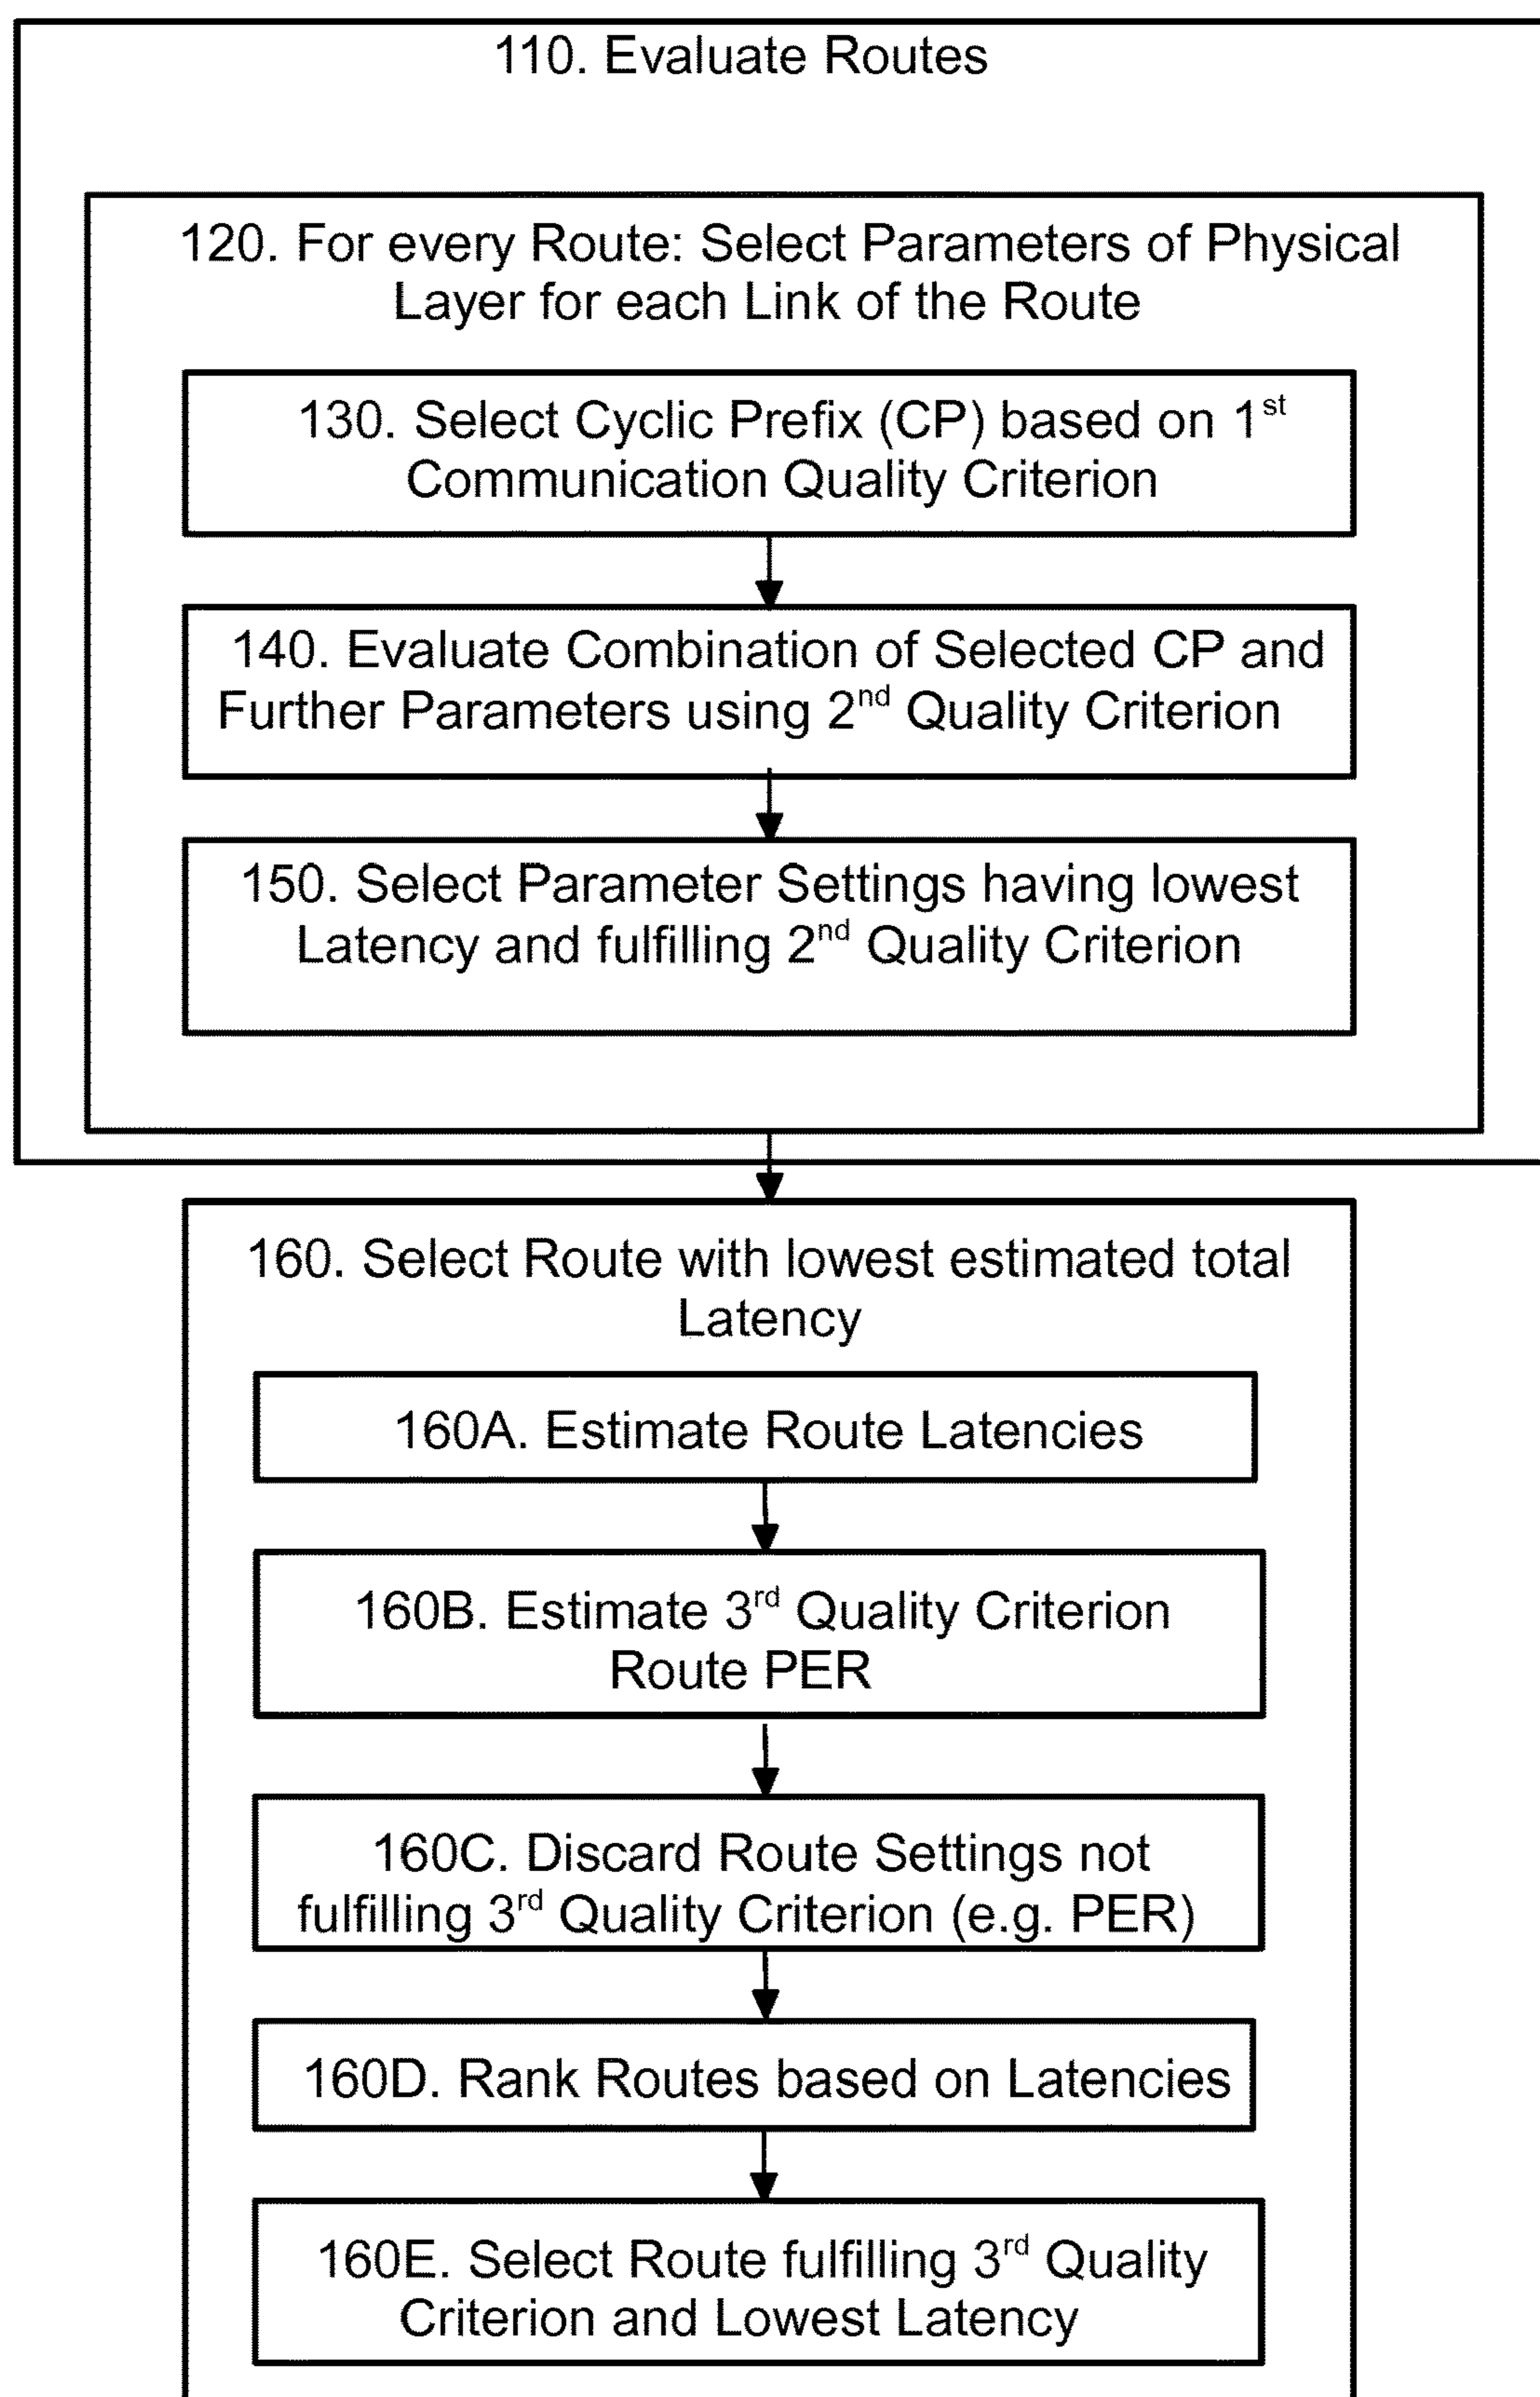 110. Evaluate Routes
120. For every Route: Select Parameters of Physical
Layer for each Link of the Route
130. Select Cyclic Prefix (CP) based on 1st
Communication Quality Criterion
140. Evaluate Combination of Selected CP and
Further Parameters using 2nd Quality Criterion
150. Select Parameter Settings having lowest
Latency and fulfilling 2nd Quality Criterion
160. Select Route with lowest estimated total
Latency
160A. Estimate Route Latencies
160B. Estimate 3rd Quality Criterion
Route PER
160C. Discard Route Settings not
fulfilling 3rd Quality Criterion (e.g. PER)
160D. Rank Routes based on Latencies
160E. Select Route fulfilling 3rd Quality
Criterion and Lowest Latency